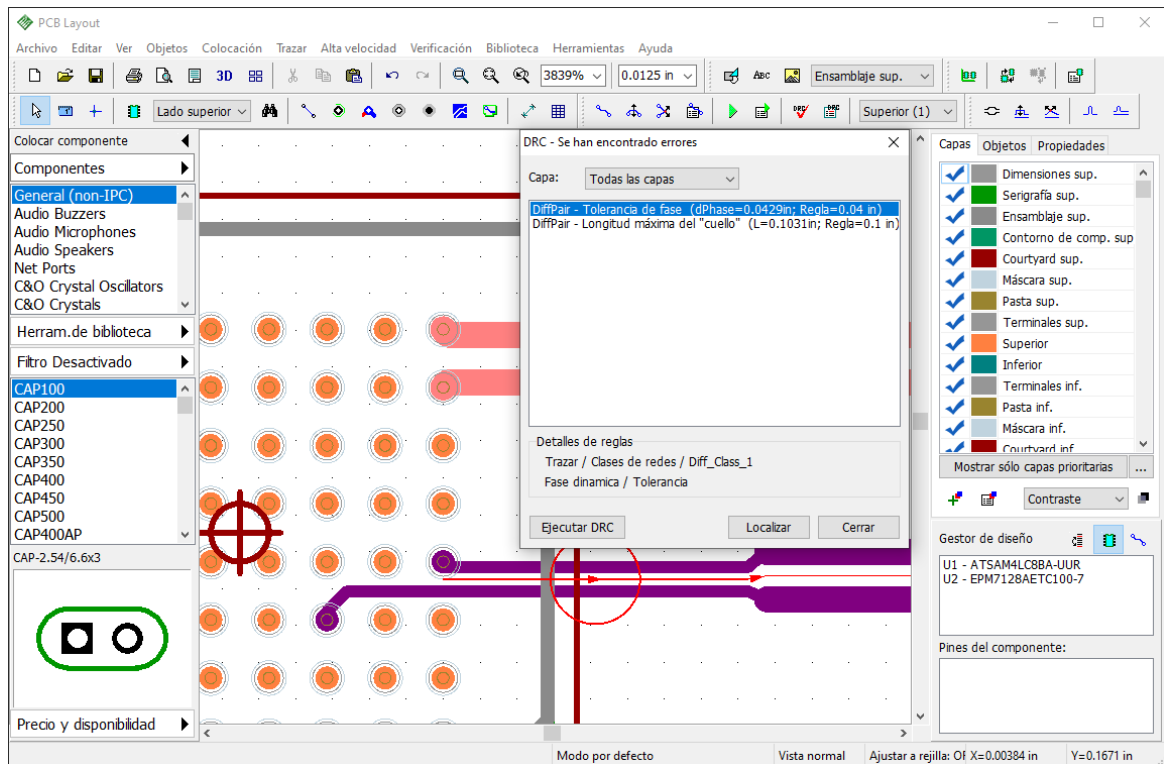 PCB Layout
Archivo Editar Ver Objetos Colocación Trazar Alta velocidad Verificación Biblioteca Herramientas Ayuda
3D 3839% 0.0125 in ABC Ensamblaje sup.
Lado superior Superior (1)
Colocar componente
Componentes
General (non-IPC)
Audio Buzzers
Audio Microphones
Audio Speakers
Net Ports
C&O Crystal Oscillators
C&O Crystals
Herram.de biblioteca
Filtro Desactivado
CAP100
CAP200
CAP250
CAP300
CAP350
CAP400
CAP450
CAP500
CAP400AP
CAP-2.54/6.6x3
Precio y disponibilidad
DRC - Se han encontrado errores
Capa: Todas las capas
DiffPair - Tolerancia de fase (dPhase=0.0429in; Regla=0.04 in)
DiffPair - Longitud máxima del "cuello" (L=0.1031in; Regla=0.1 in)
Detalles de reglas
Trazar / Clases de redes / Diff_Class_1
Fase dinamica / Tolerancia
Ejecutar DRC Localizar Cerrar
Capas Objetos Propiedades
Dimensiones sup.
Serigrafía sup.
Ensamblaje sup.
Contorno de comp. sup
Courtyard sup.
Máscara sup.
Pasta sup.
Terminales sup.
Superior
Inferior
Terminales inf.
Pasta inf.
Máscara inf.
Courtyard inf
Mostrar sólo capas prioritarias ...
Contraste
Gestor de diseño
U1 - ATSAM4LC8BA-UUR
U2 - EPM7128AETC100-7
Pines del componente:
Modo por defecto Vista normal Ajustar a rejilla: OF X=0.00384 in Y=0.1671 in